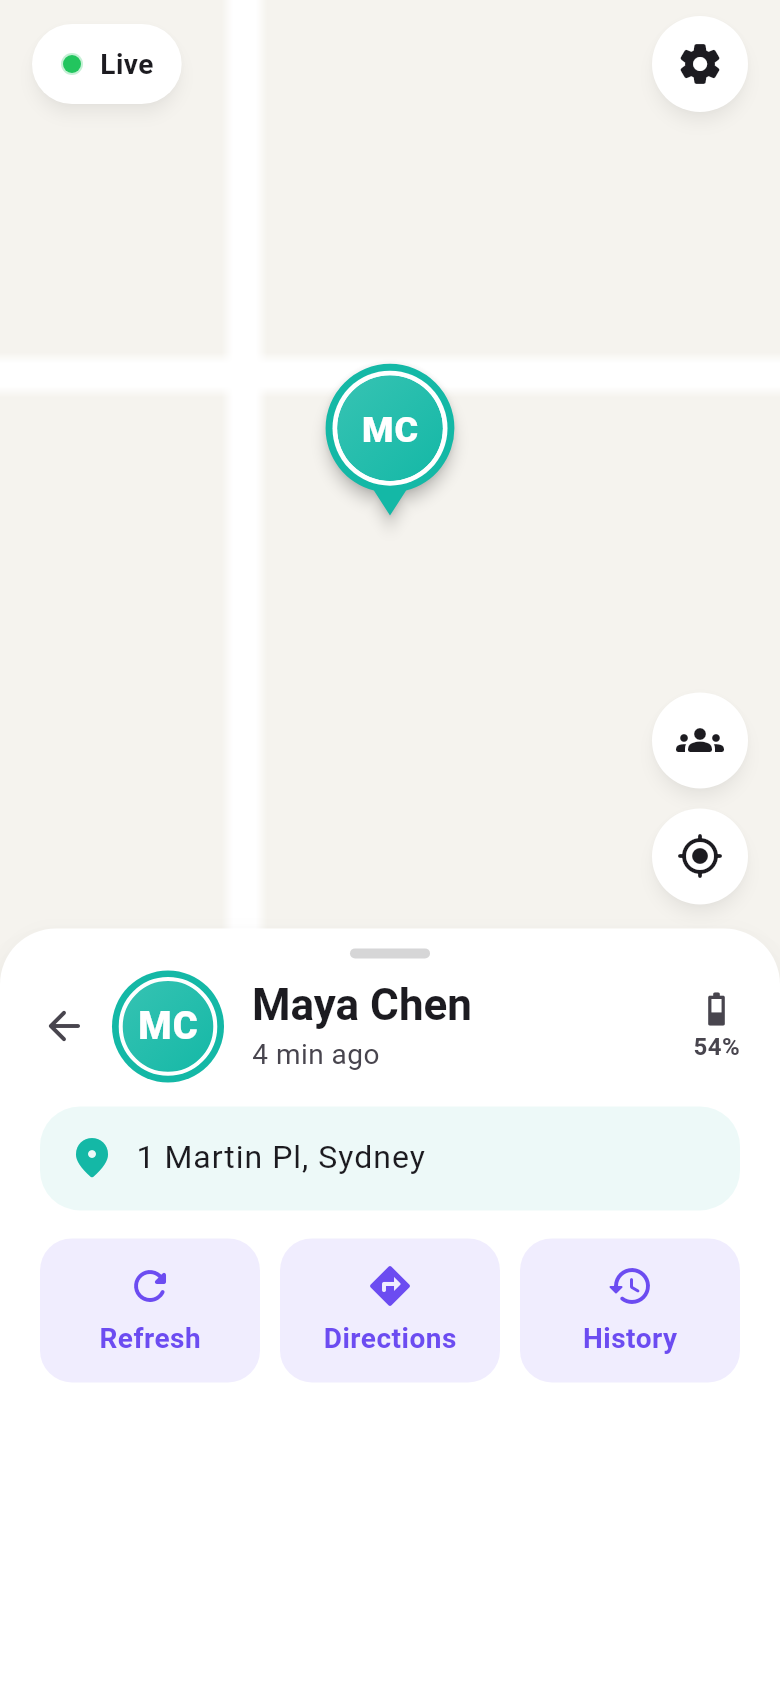 Live
MC
MC
Maya Chen
4 min ago
54%
1 Martin Pl, Sydney
Refresh
Directions
History